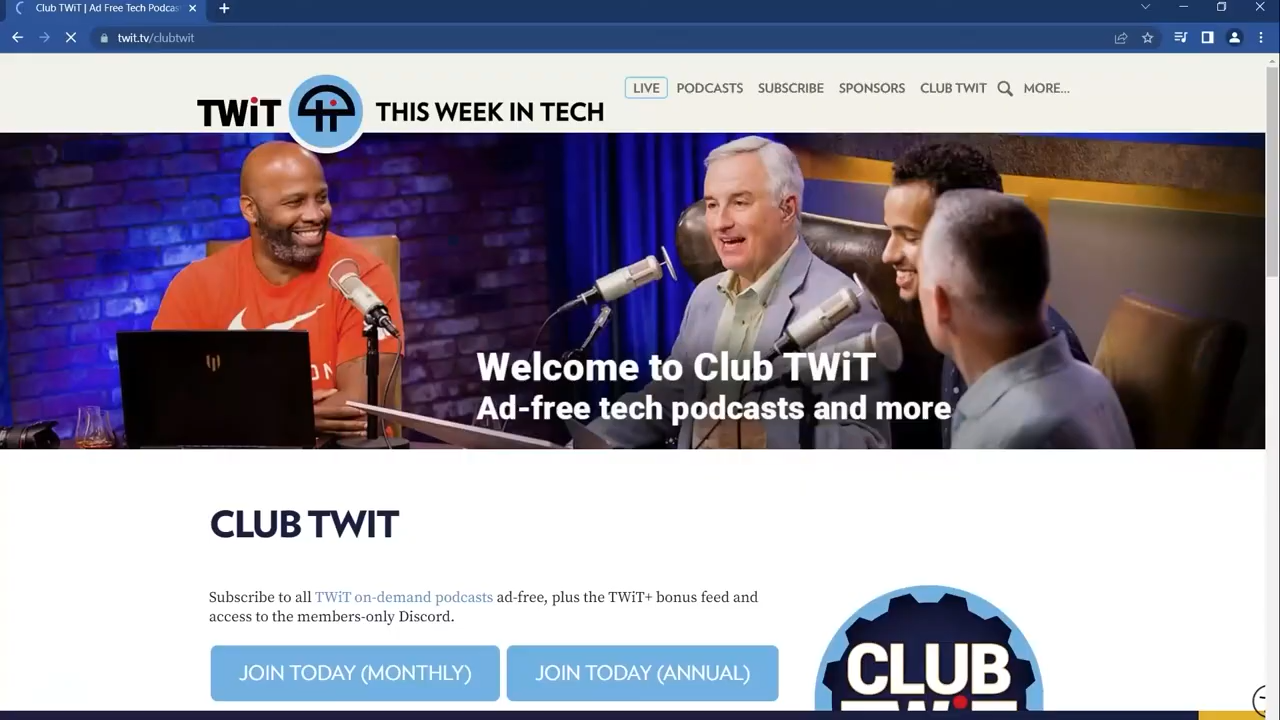 Club TWiT | Ad Free Tech Podcas
twit.tv/clubtwit
TWiT
THIS WEEK IN TECH
LIVE
PODCASTS
SUBSCRIBE
SPONSORS
CLUB TWIT
MORE...
Welcome to Club TWiT
Ad-free tech podcasts and more
CLUB TWIT
Subscribe to all TWiT on-demand podcasts ad-free, plus the TWiT+ bonus feed and
access to the members-only Discord.
JOIN TODAY (MONTHLY)
JOIN TODAY (ANNUAL)
CLUB
TWiT